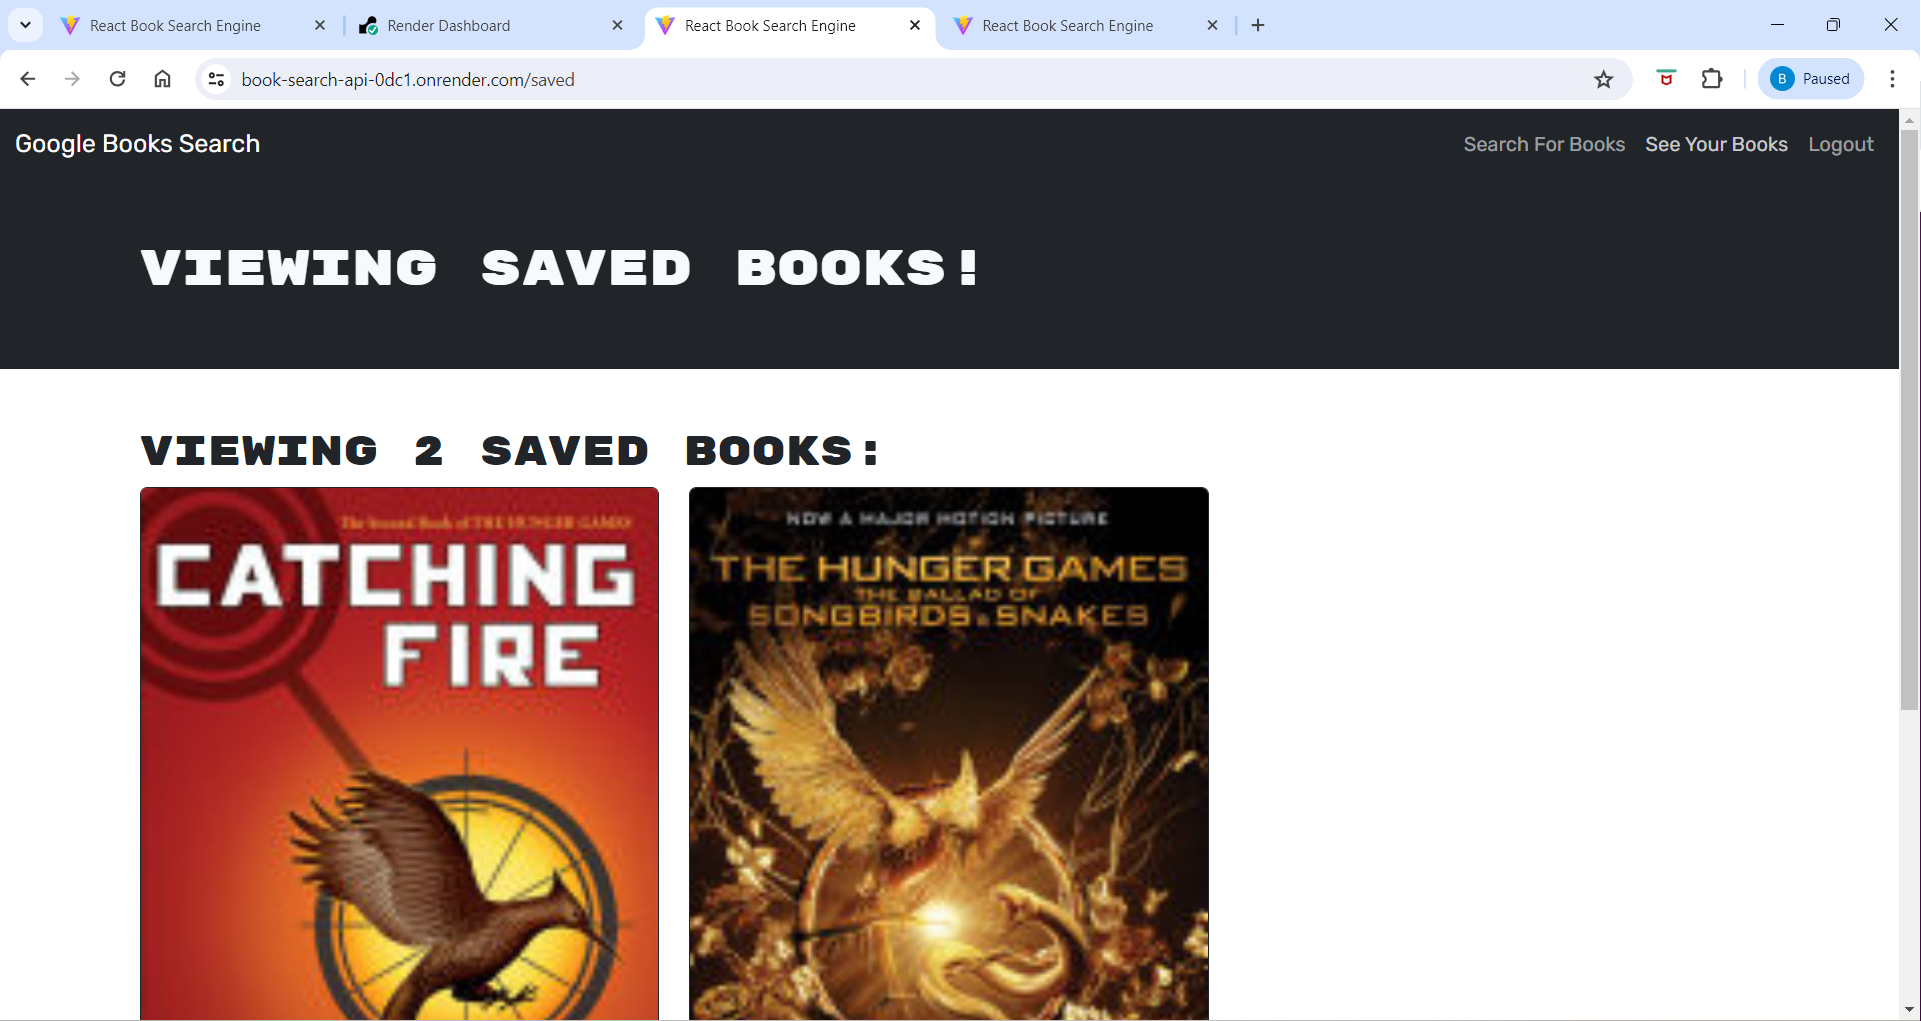 React Book Search Engine
Render Dashboard
React Book Search Engine
React Book Search Engine
book-search-api-0dc1.onrender.com/saved
B Paused
Google Books Search
Search For Books See Your Books Logout
VIEWING SAVED BOOKS!
VIEWING 2 SAVED BOOKS:
The Second Book of THE HUNGER GAMES
CATCHING
FIRE
NOW A MAJOR MOTION PICTURE
THE HUNGER GAMES
THE BALLAD OF
SONGBIRDS & SNAKES